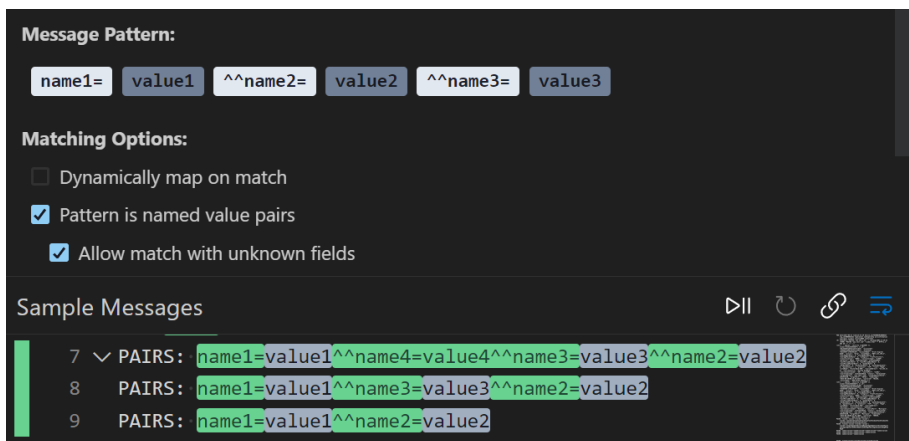 Message Pattern:
name1= value1 ^^name2= value2 ^^name3= value3
Matching Options:
Dynamically map on match
Pattern is named value pairs
Allow match with unknown fields
Sample Messages
7 PAIRS: name1=value1^^name4=value4^^name3=value3^^name2=value2
8 PAIRS: name1=value1^^name3=value3^^name2=value2
9 PAIRS: name1=value1^^name2=value2